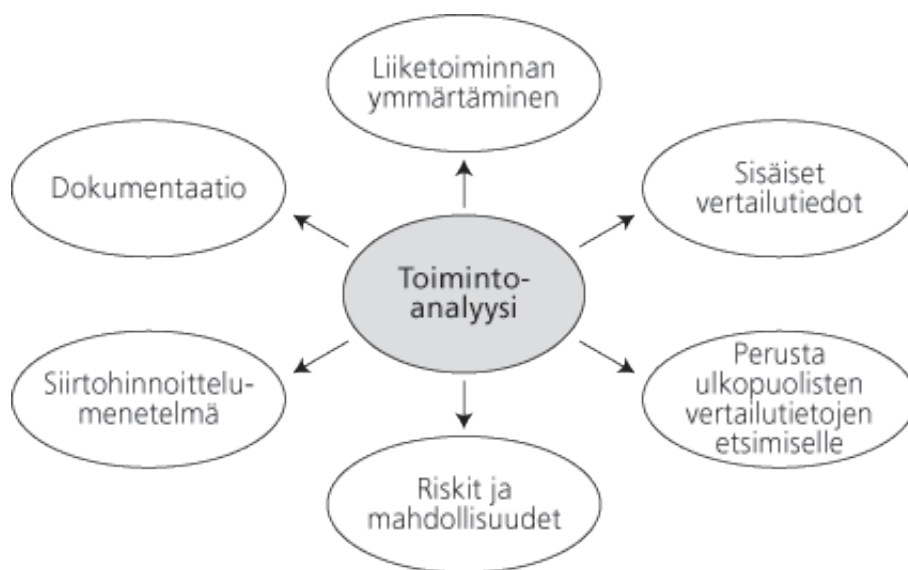 Liiketoiminnan
ymmärtäminen
Dokumentaatio
Sisäiset
vertailutiedot
Toiminto-
analyysi
Siirtohinnoittelu-
menetelmä
Perusta
ulkopuolisten
vertailutietojen
etsimiselle
Riskit ja
mahdollisuudet